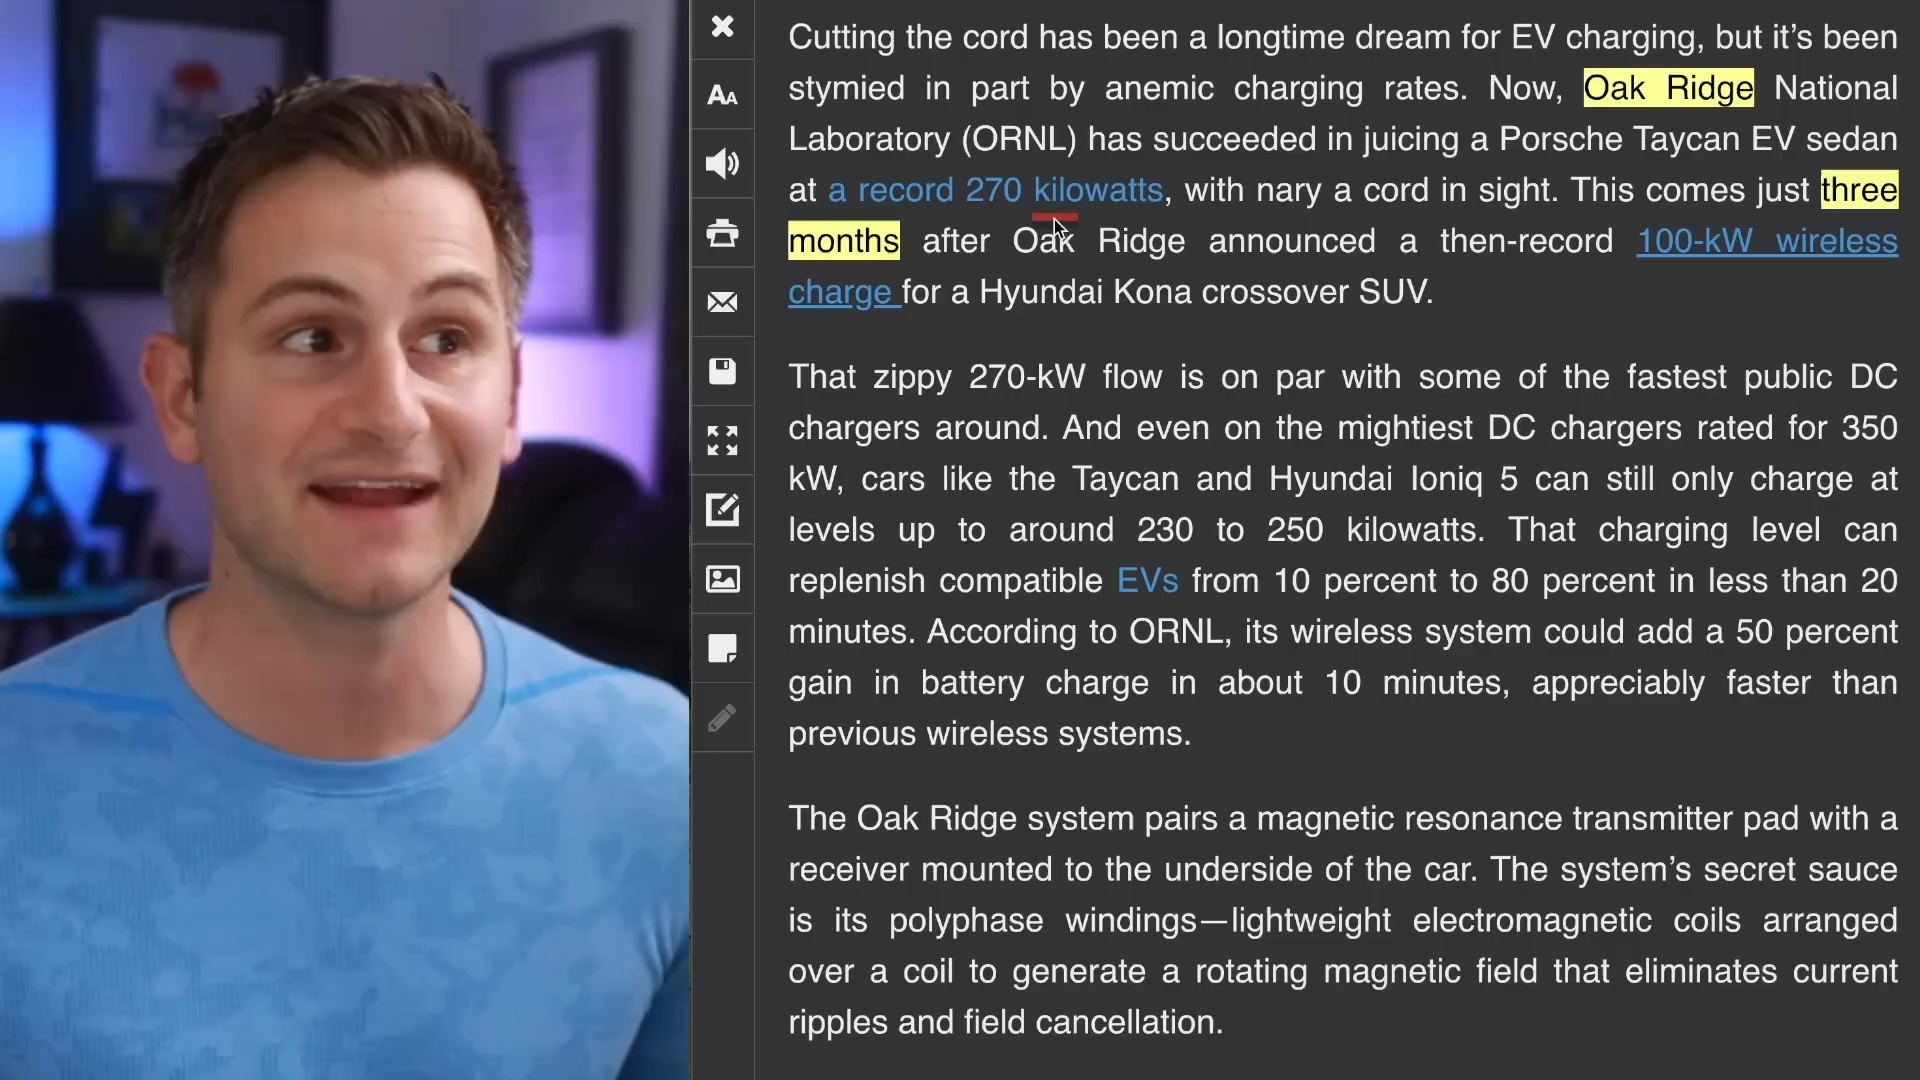 Cutting the cord has been a longtime dream for EV charging, but it’s been
stymied in part by anemic charging rates. Now, Oak Ridge National
Laboratory (ORNL) has succeeded in juicing a Porsche Taycan EV sedan
at a record 270 kilowatts, with nary a cord in sight. This comes just three
months after Oak Ridge announced a then-record 100-kW wireless
charge for a Hyundai Kona crossover SUV.
That zippy 270-kW flow is on par with some of the fastest public DC
chargers around. And even on the mightiest DC chargers rated for 350
kW, cars like the Taycan and Hyundai Ioniq 5 can still only charge at
levels up to around 230 to 250 kilowatts. That charging level can
replenish compatible EVs from 10 percent to 80 percent in less than 20
minutes. According to ORNL, its wireless system could add a 50 percent
gain in battery charge in about 10 minutes, appreciably faster than
previous wireless systems.
The Oak Ridge system pairs a magnetic resonance transmitter pad with a
receiver mounted to the underside of the car. The system’s secret sauce
is its polyphase windings—lightweight electromagnetic coils arranged
over a coil to generate a rotating magnetic field that eliminates current
ripples and field cancellation.